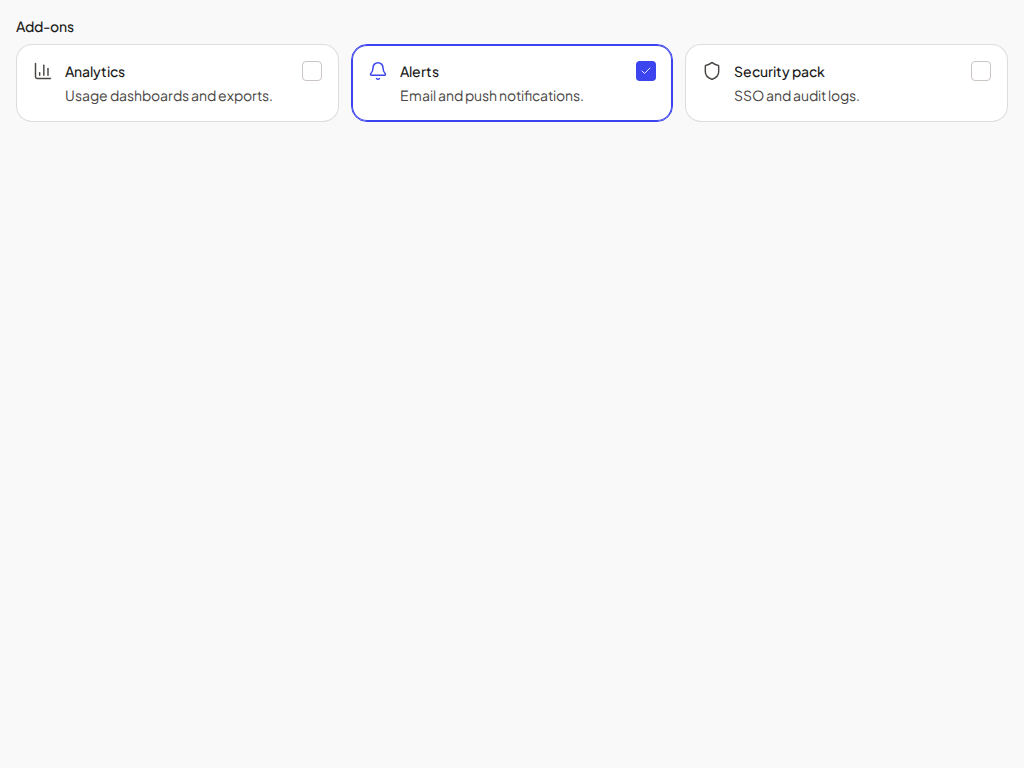 Add-ons
Analytics
Usage dashboards and exports.
Alerts
Email and push notifications.
Security pack
SSO and audit logs.